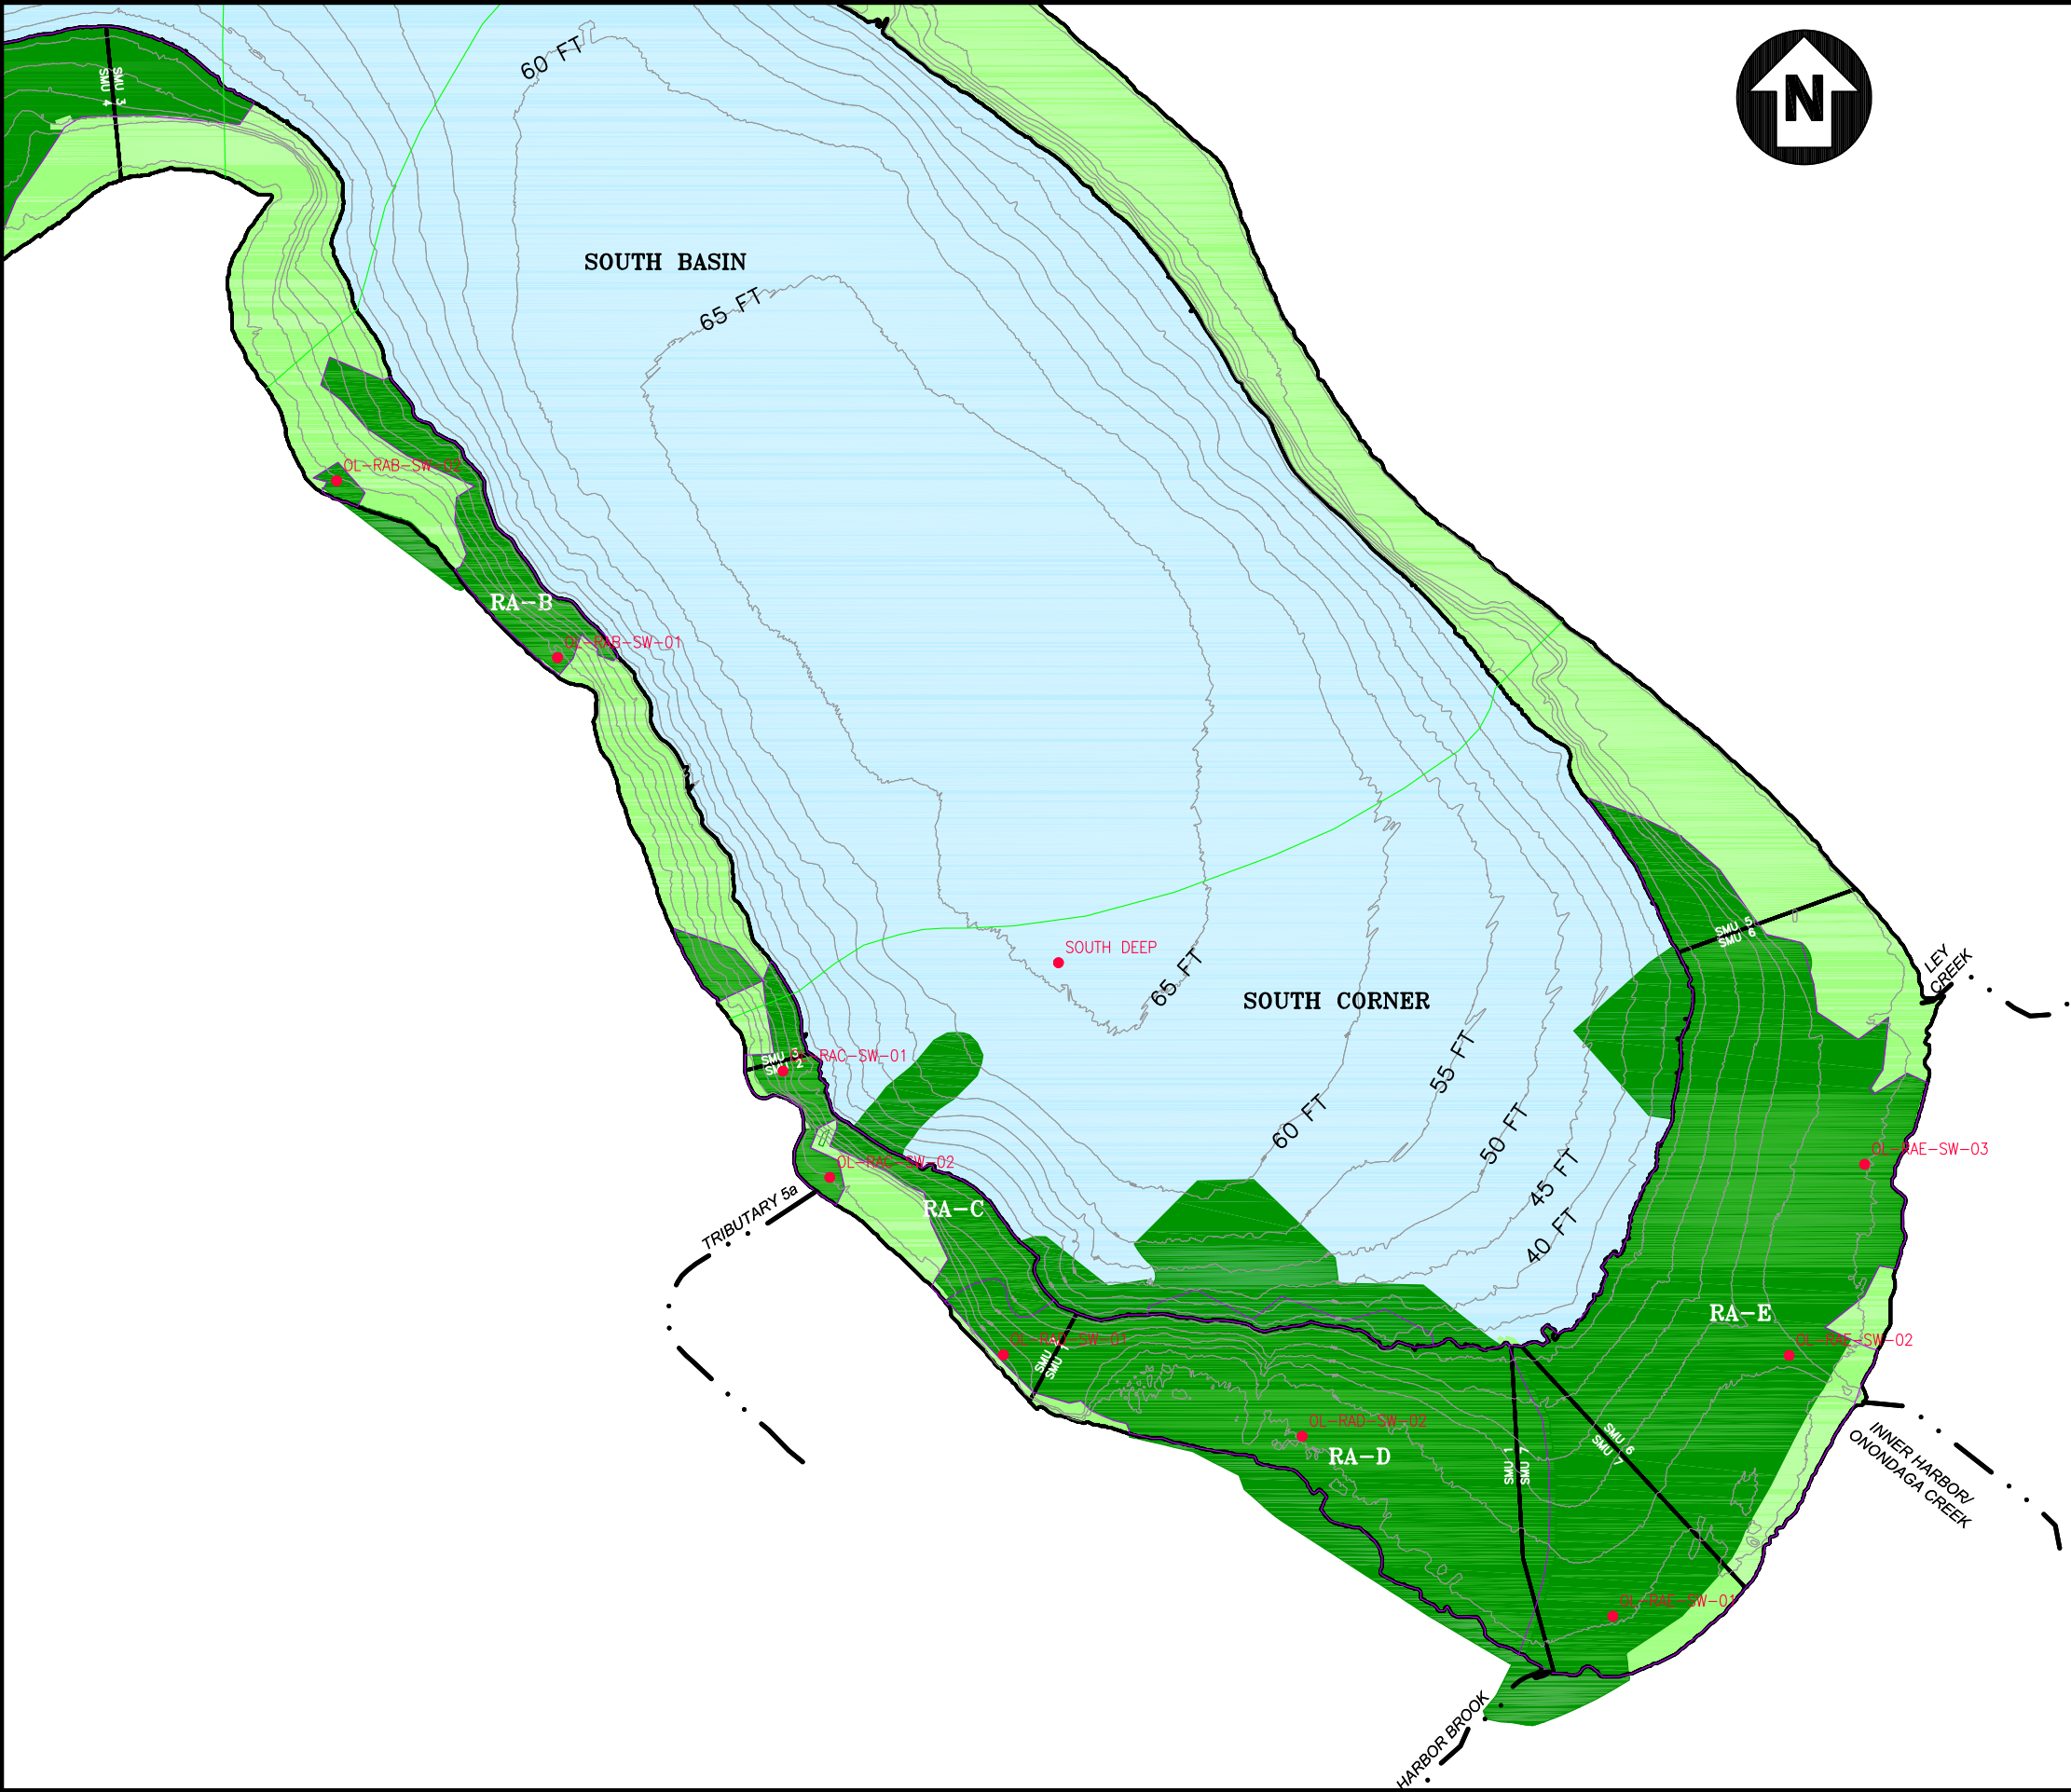 60 FT
N
SMU 3
SMU 4
SOUTH BASIN
65 FT
OL-RAB-SW-02
RA-B
OL-RAB-SW-01
SMU 5
SMU 6
SOUTH DEEP
LEY
CREEK
65 FT
SOUTH CORNER
SMU 3
SMU 2
OL-RAC-SW-01
55 FT
60 FT
50 FT
OL-RAE-SW-03
OL-RAC-SW-02
45 FT
TRIBUTARY 5a
RA-C
40 FT
RA-E
SMU 1
OL-RAE-SW-02
OL-RAD-SW-02
RA-D
SMU 1
SMU 7
SMU 6
SMU 7
INNER HARBOR/
ONONDAGA CREEK
OL-RAE-SW-01
HARBOR BROOK